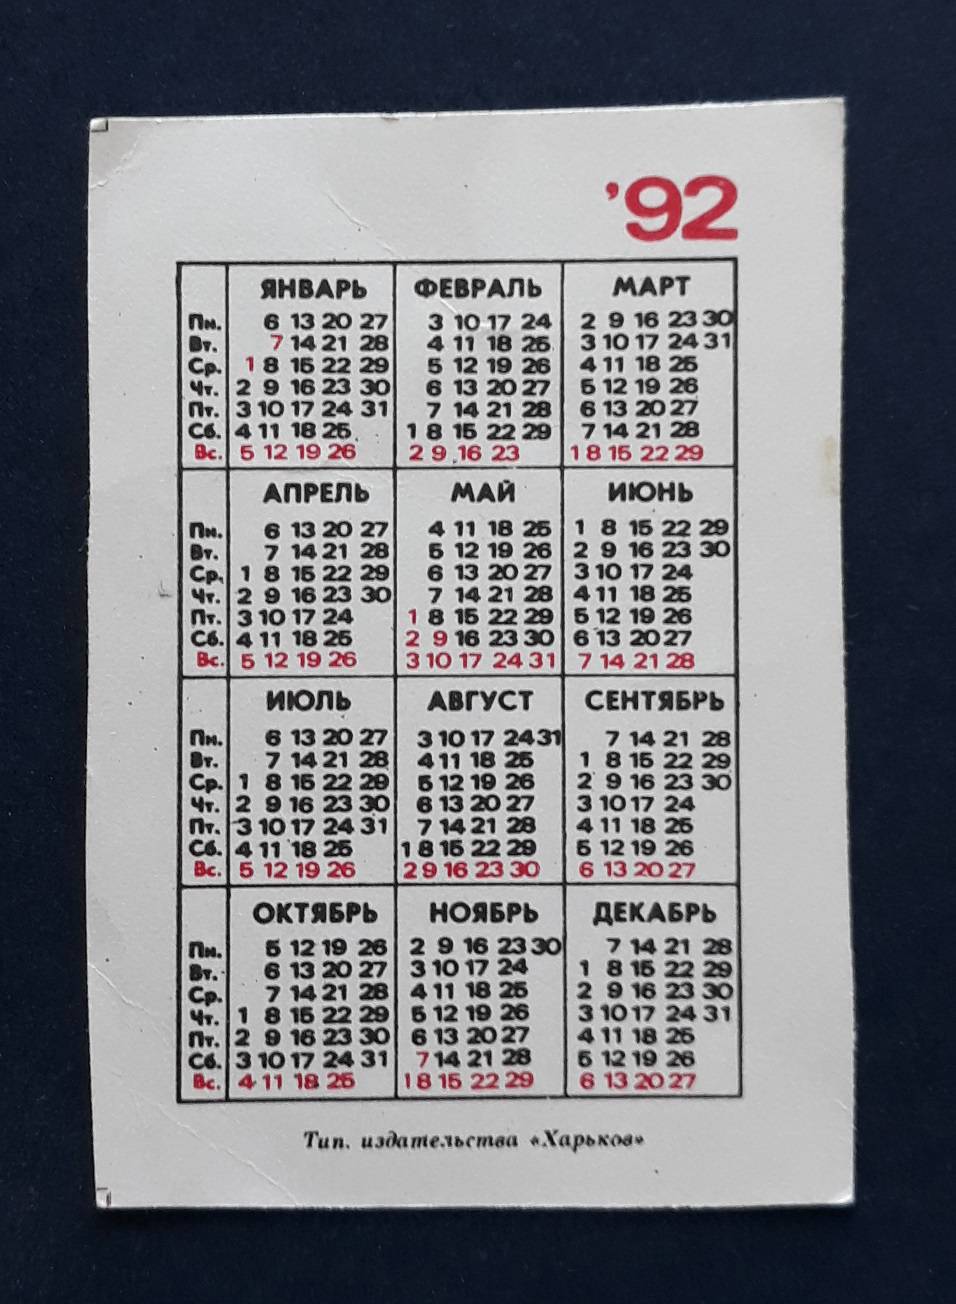 '92
ЯНВАРЬ ФЕВРАЛЬ МАРТ
Пн. 6 13 20 27 3 10 17 24 2 9 16 23 30
Вт. 7 14 21 28 4 11 18 25 3 10 17 24 31
Ср. 1 8 15 22 29 5 12 19 26 4 11 18 25
Чт. 2 9 16 23 30 6 13 20 27 5 12 19 26
Пт. 3 10 17 24 31 7 14 21 28 6 13 20 27
Сб. 4 11 18 25 1 8 15 22 29 7 14 21 28
Вс. 5 12 19 26 2 9 16 23 1 8 15 22 29
АПРЕЛЬ МАЙ ИЮНЬ
Пн. 6 13 20 27 4 11 18 25 1 8 15 22 29
Вт. 7 14 21 28 5 12 19 26 2 9 16 23 30
Ср. 1 8 15 22 29 6 13 20 27 3 10 17 24
Чт. 2 9 16 23 30 7 14 21 28 4 11 18 25
Пт. 3 10 17 24 1 8 15 22 29 5 12 19 26
Сб. 4 11 18 25 2 9 16 23 30 6 13 20 27
Вс. 5 12 19 26 3 10 17 24 31 7 14 21 28
ИЮЛЬ АВГУСТ СЕНТЯБРЬ
Пн. 6 13 20 27 3 10 17 24 31 7 14 21 28
Вт. 7 14 21 28 4 11 18 25 1 8 15 22 29
Ср. 1 8 15 22 29 5 12 19 26 2 9 16 23 30
Чт. 2 9 16 23 30 6 13 20 27 3 10 17 24
Пт. 3 10 17 24 31 7 14 21 28 4 11 18 25
Сб. 4 11 18 25 1 8 15 22 29 5 12 19 26
Вс. 5 12 19 26 2 9 16 23 30 6 13 20 27
ОКТЯБРЬ НОЯБРЬ ДЕКАБРЬ
Пн. 5 12 19 26 2 9 16 23 30 7 14 21 28
Вт. 6 13 20 27 3 10 17 24 1 8 15 22 29
Ср. 7 14 21 28 4 11 18 25 2 9 16 23 30
Чт. 1 8 15 22 29 5 12 19 26 3 10 17 24 31
Пт. 2 9 16 23 30 6 13 20 27 4 11 18 25
Сб. 3 10 17 24 31 7 14 21 28 5 12 19 26
Вс. 4 11 18 25 1 8 15 22 29 6 13 20 27
Тип. издательства «Харьков»